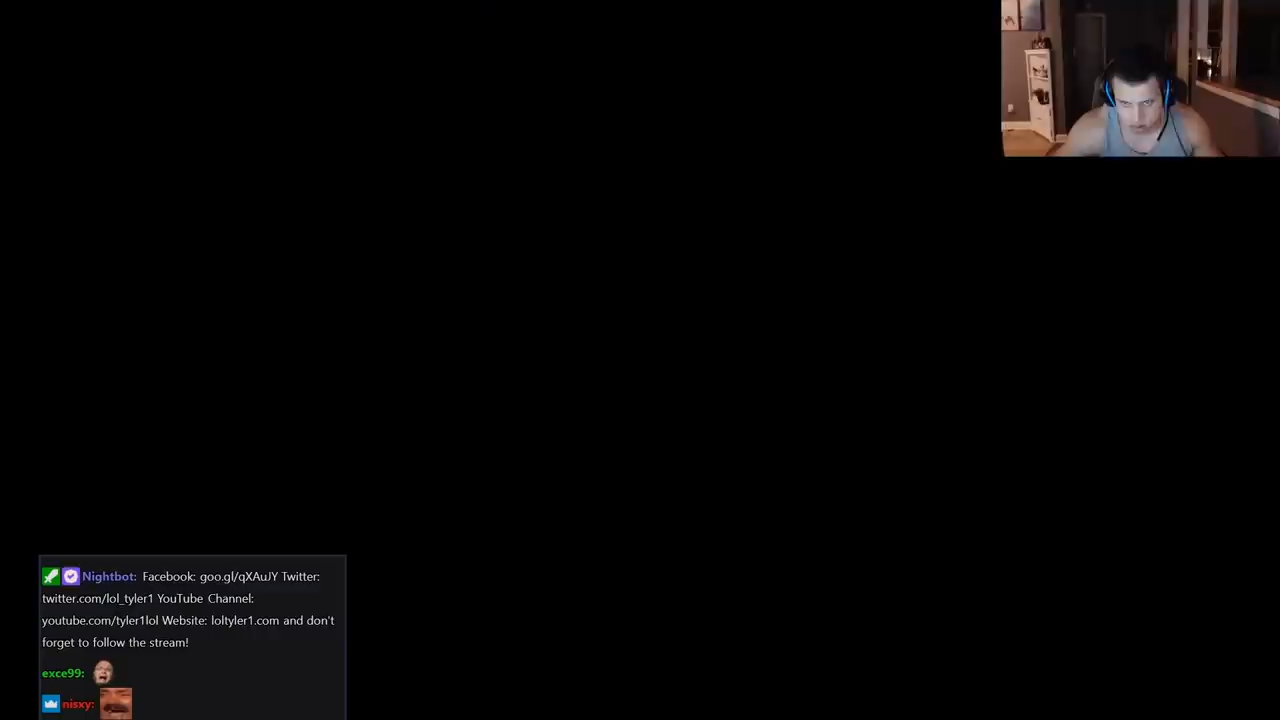 Nightbot: Facebook: goo.gl/qXAuJY Twitter:
twitter.com/lol_tyler1 YouTube Channel:
youtube.com/tyler1lol Website: loltyler1.com and don't
forget to follow the stream!
exce99:
nisxy: